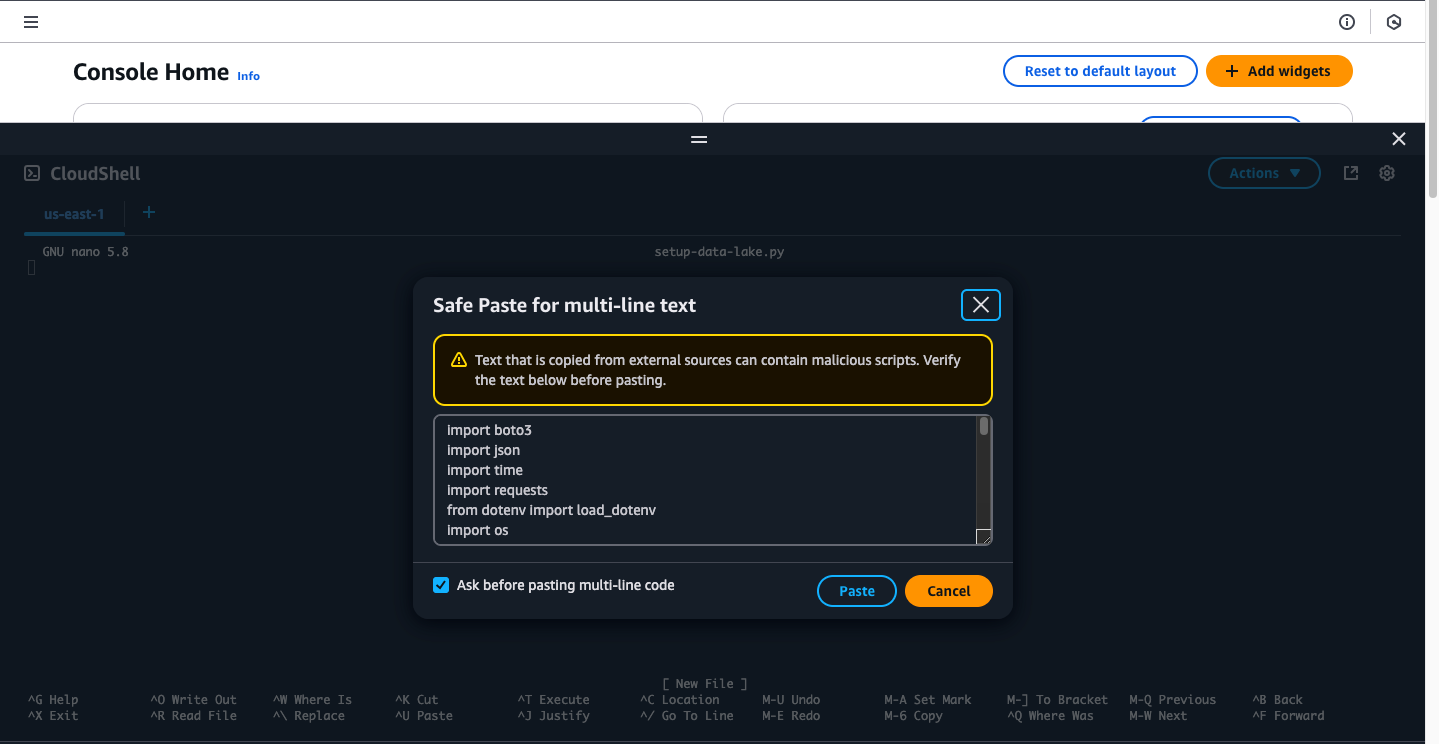 Console Home Info
Reset to default layout
+ Add widgets
CloudShell
Actions ▼
us-east-1
+
GNU nano 5.8 setup-data-lake.py
Safe Paste for multi-line text
Text that is copied from external sources can contain malicious scripts. Verify
the text below before pasting.
import boto3
import json
import time
import requests
from dotenv import load_dotenv
import os
Ask before pasting multi-line code
Paste
Cancel
[ New File ]
^G Help ^O Write Out ^W Where Is ^K Cut ^T Execute ^C Location M-U Undo M-A Set Mark M-] To Bracket M-Q Previous ^B Back
^X Exit ^R Read File ^\ Replace ^U Paste ^J Justify ^/ Go To Line M-E Redo M-6 Copy ^Q Where Was M-W Next ^F Forward